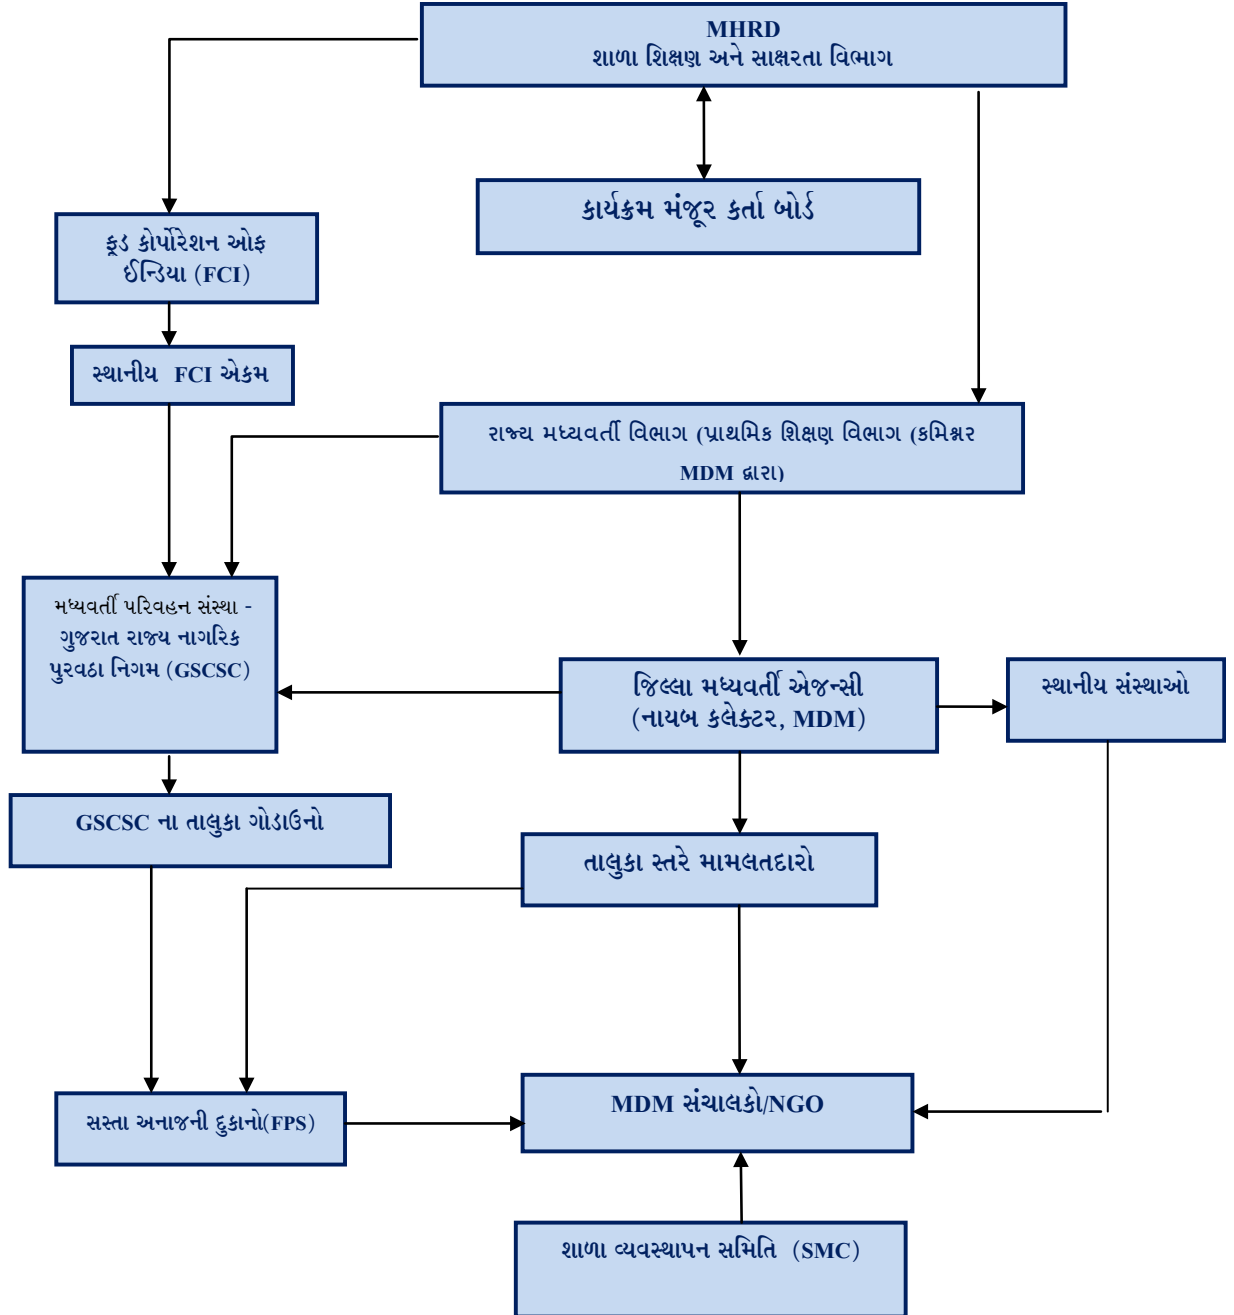 MHRD
શાળા શિક્ષણ અને સાક્ષરતા વિભાગ
કાર્યક્રમ મંજૂર કર્તા બોર્ડ
ફૂડ કોર્પોરેશન ઓફ
ઈન્ડિયા (FCI)
સ્થાનીય FCI એકમ
રાજ્ય મધ્યવર્તી વિભાગ (પ્રાથમિક શિક્ષણ વિભાગ (કમિશ્નર
MDM દ્વારા)
મધ્યવર્તી પરિવહન સંસ્થા -
ગુજરાત રાજ્ય નાગરિક
પુરવઠા નિગમ (GSCSC)
જિલ્લા મધ્યવર્તી એજન્સી
(નાયબ કલેક્ટર, MDM)
સ્થાનીય સંસ્થાઓ
GSCSC ના તાલુકા ગોડાઉનો
તાલુકા સ્તરે મામલતદારો
સસ્તા અનાજની દુકાનો(FPS)
MDM સંચાલકો/NGO
શાળા વ્યવસ્થાપન સમિતિ (SMC)